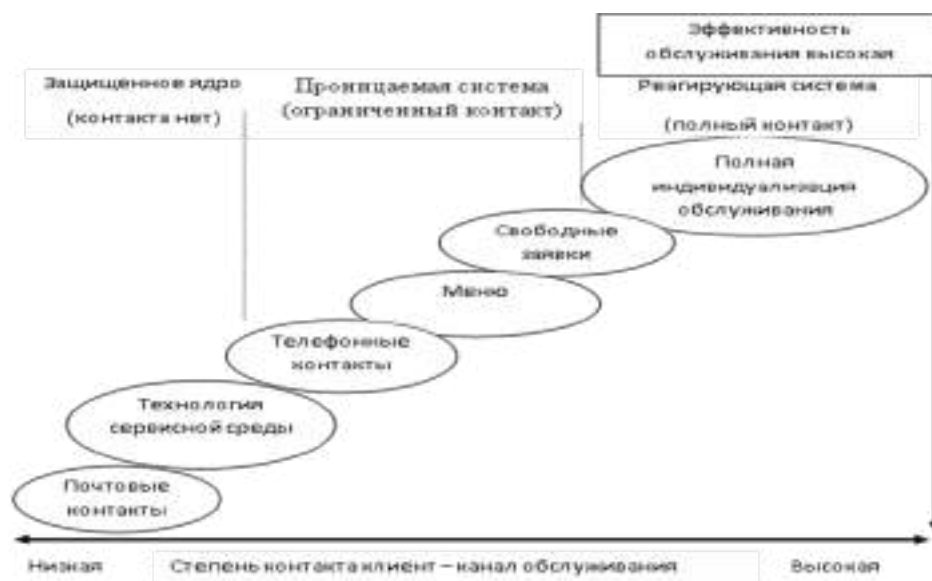 Эффективность
обслуживания высокая
Защищенное ядро
(контакта нет)
Проницаемая система
(ограниченный контакт)
Реагирующая система
(полный контакт)
Полная
индивидуализация
обслуживания
Свободные
заявки
Меню
Телефонные
контакты
Технология
сервисной среды
Почтовые
контакты
Низкая
Степень контакта клиент – канал обслуживания
Высокая